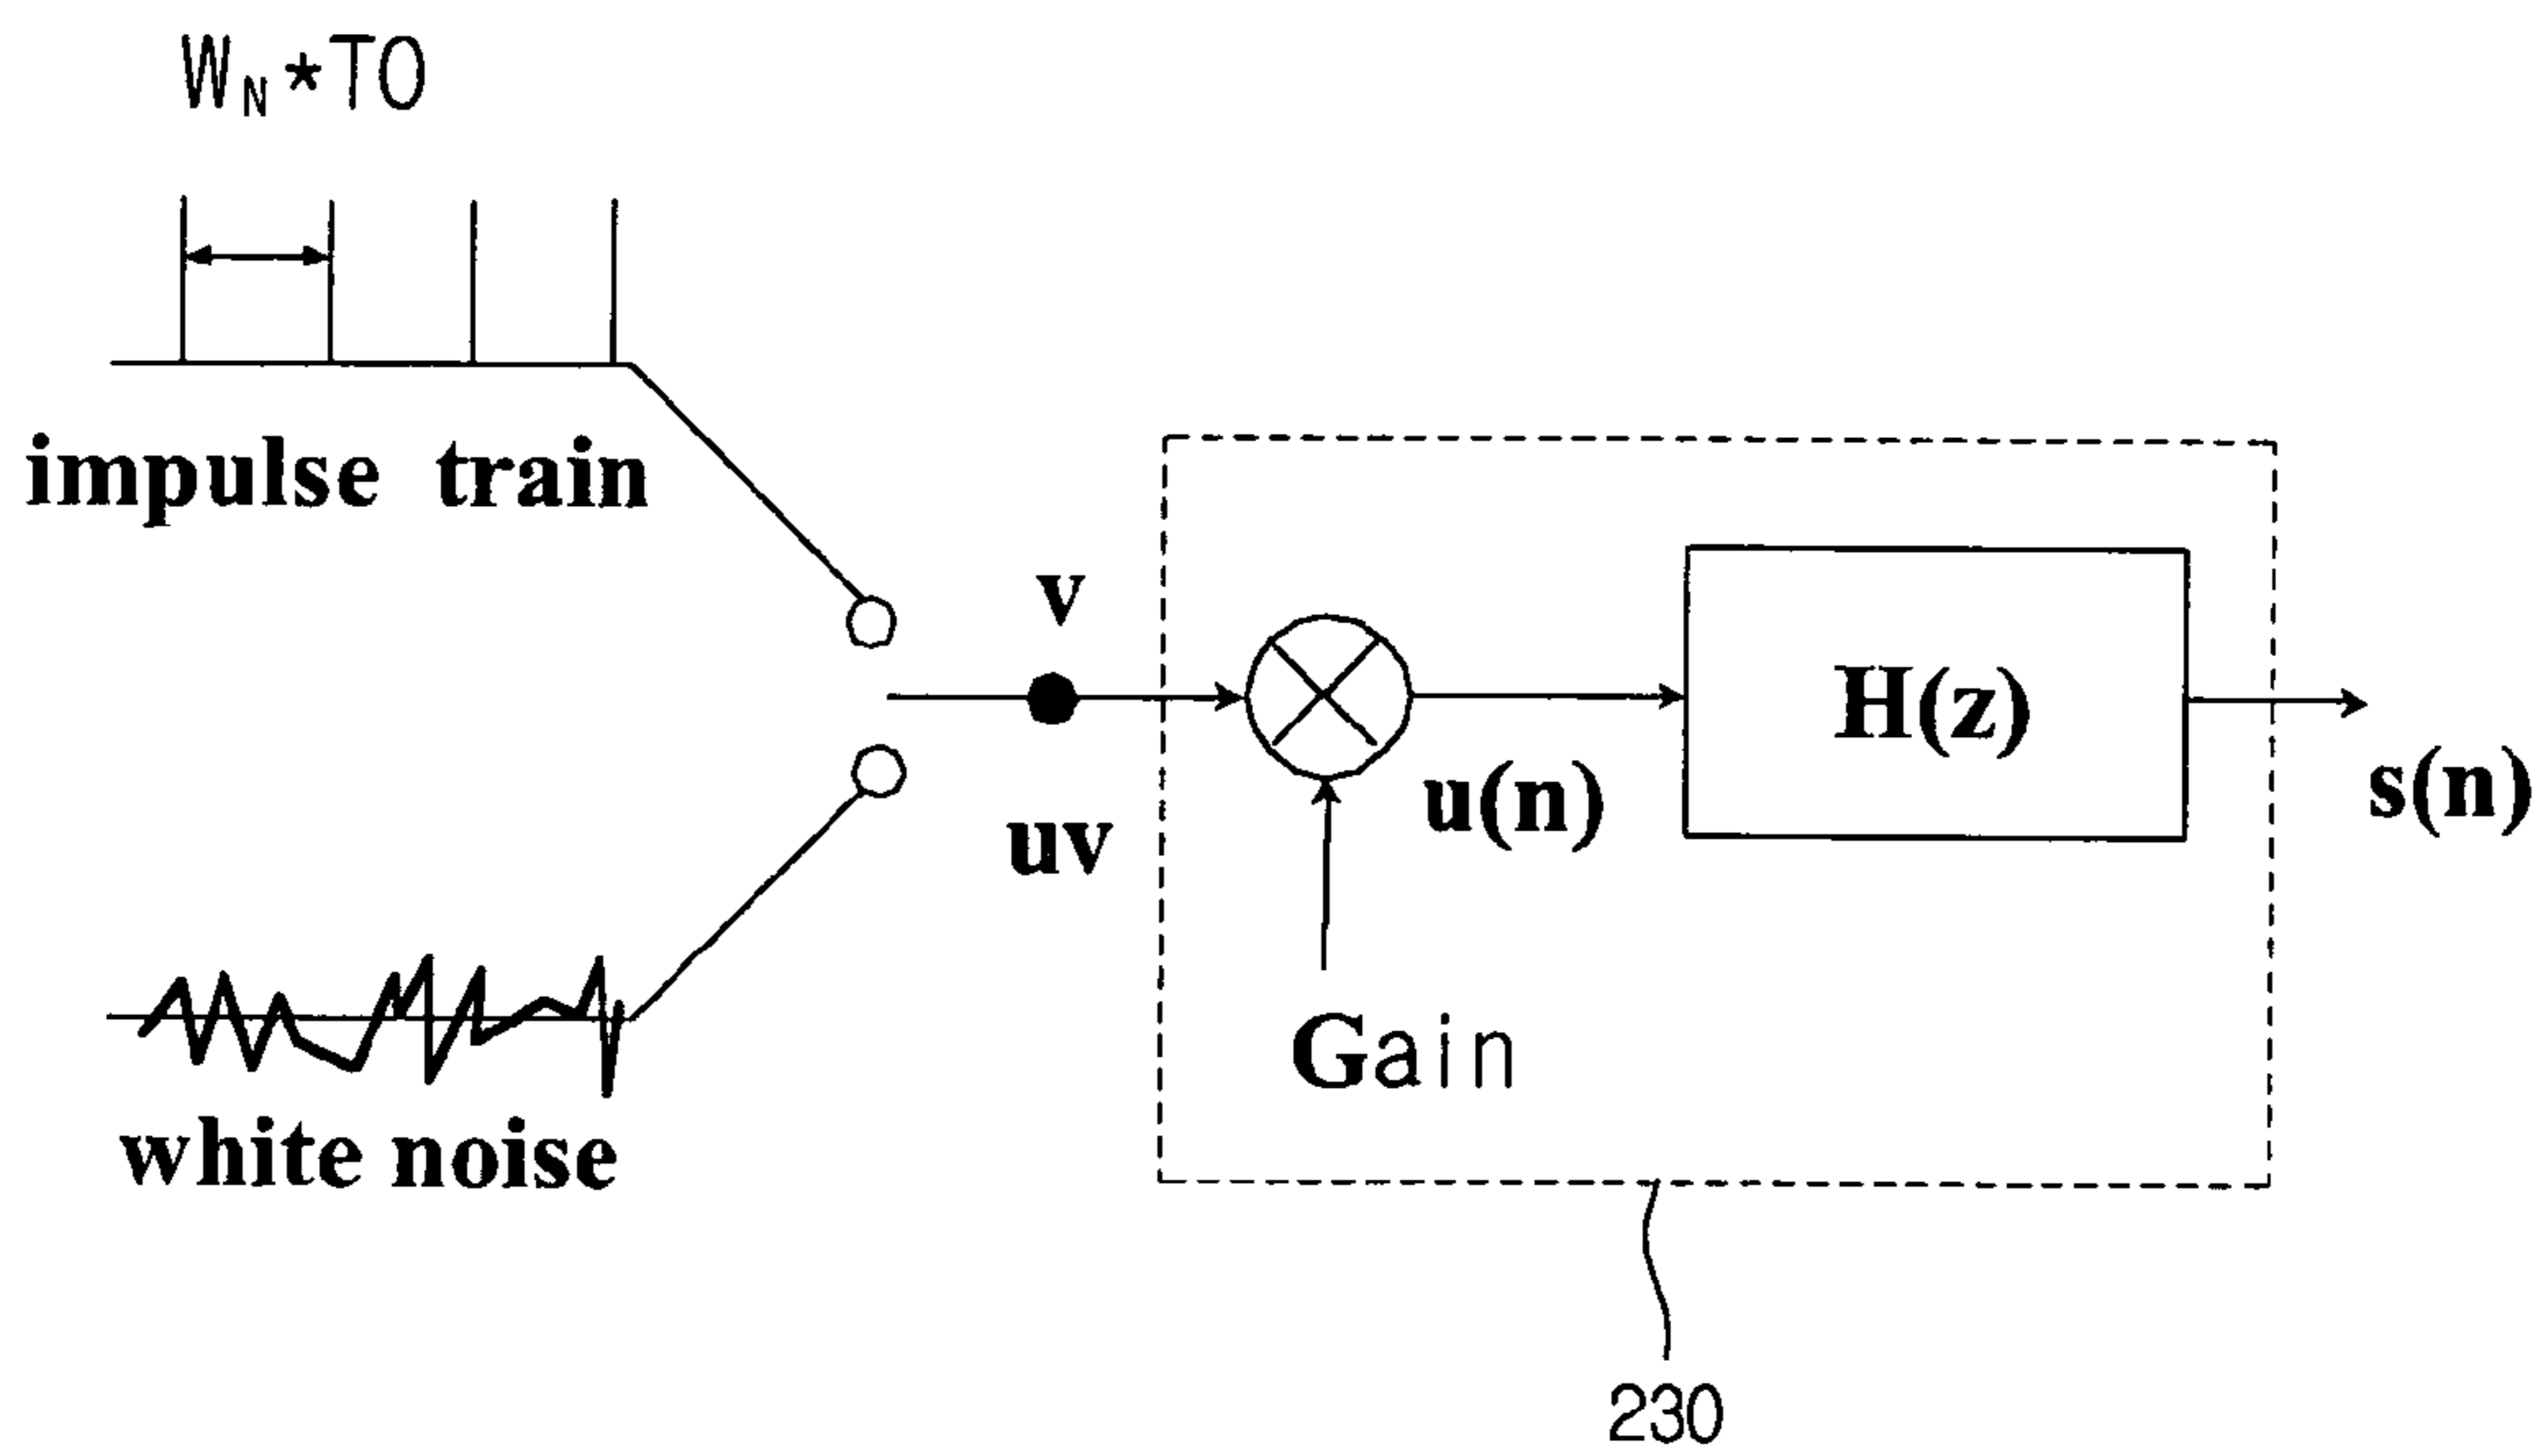 W_N*T0
impulse train
v
uv
H(z)
u(n)
s(n)
Gain
white noise
230